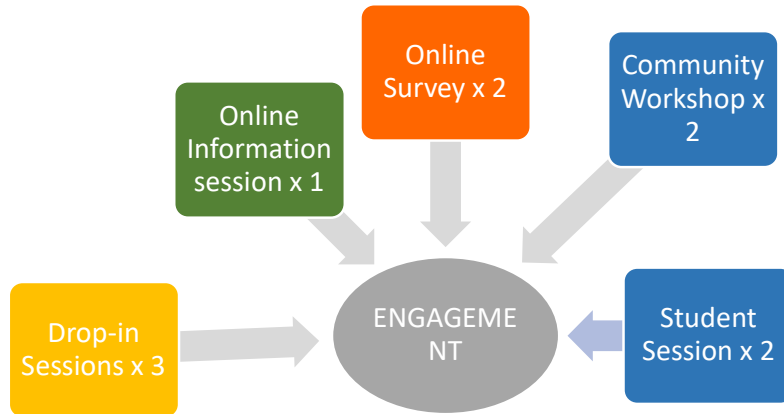 Online
Survey x 2
Community
Workshop x
2
Online
Information
session x 1
Drop-in
Sessions x 3
ENGAGEME
NT
Student
Session x 2